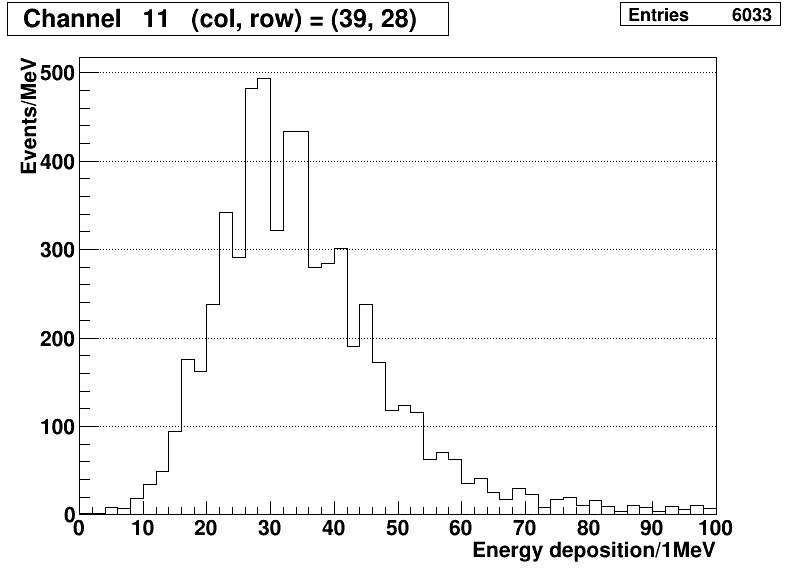 Channel 11 (col, row) = (39, 28)
Entries 6033
Events/MeV
500
400
300
200
100
0
0 10 20 30 40 50 60 70 80 90 100
Energy deposition/1MeV